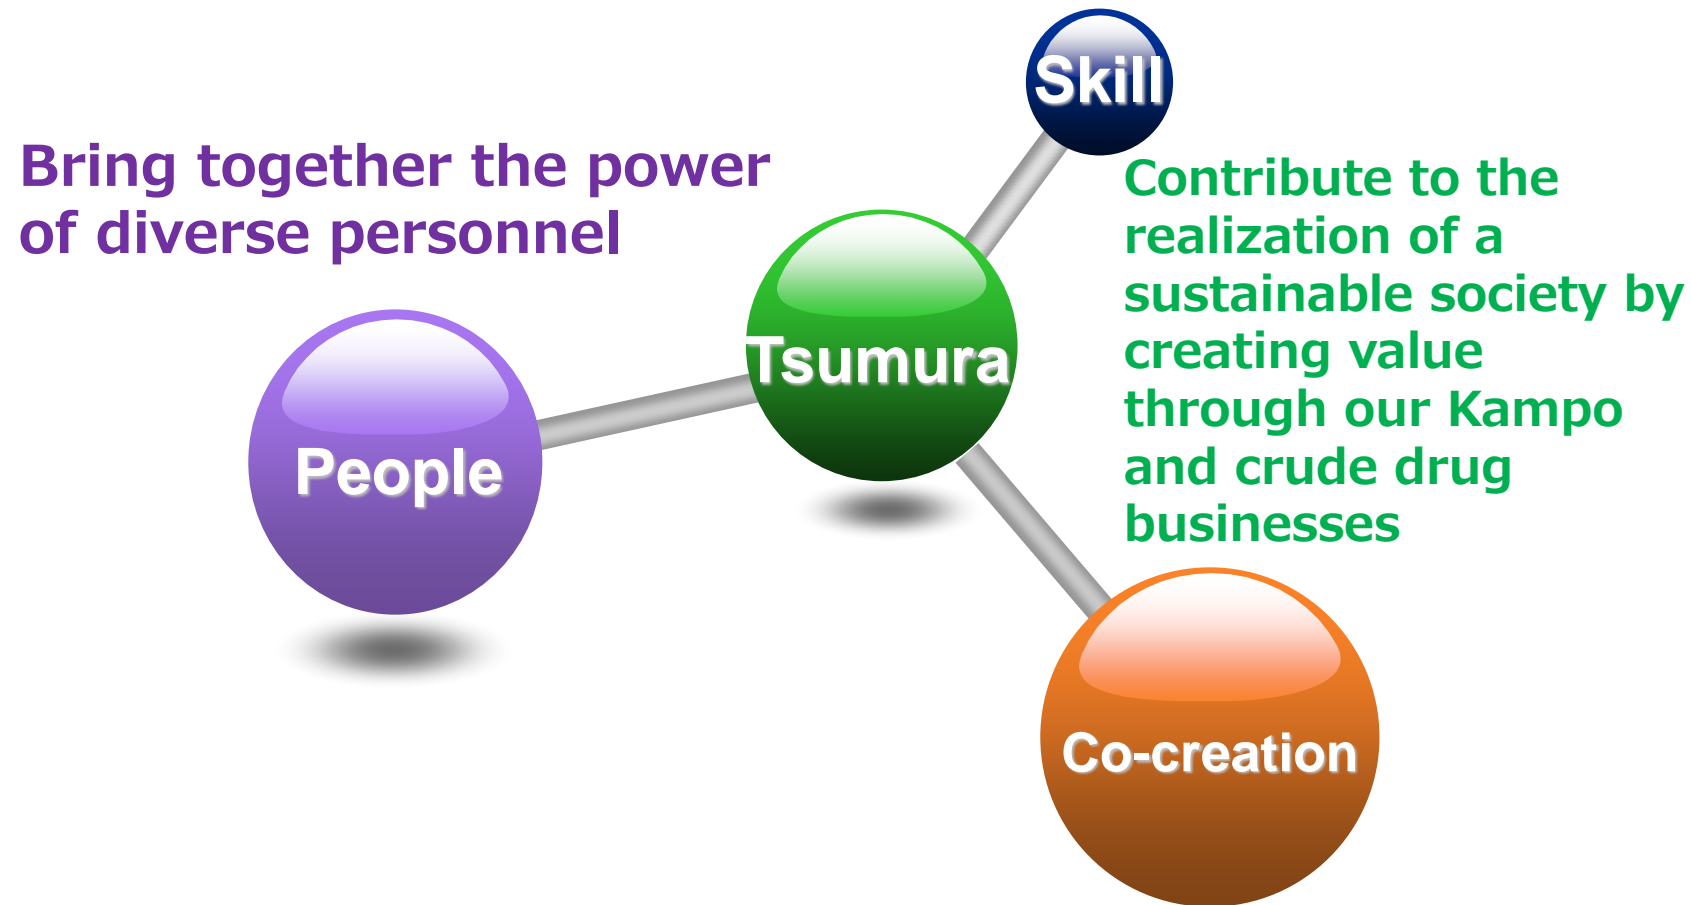 Skill
Bring together the power
of diverse personnel
Contribute to the
realization of a
sustainable society by
creating value
through our Kampo
and crude drug
businesses
Tsumura
People
Co-creation